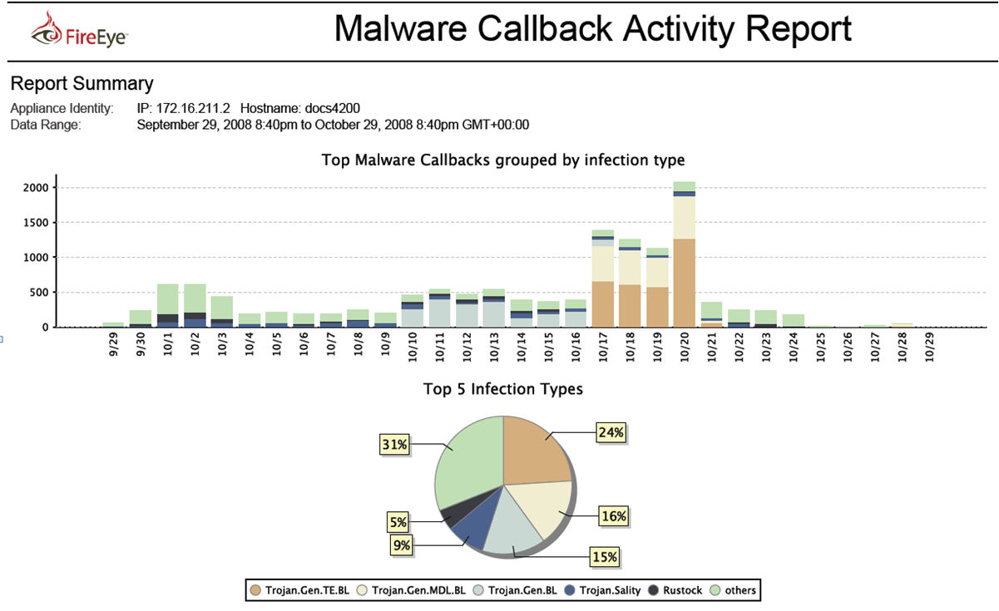 FireEye™
Malware Callback Activity Report
Report Summary
Appliance Identity: IP: 172.16.211.2 Hostname: docs4200
Data Range: September 29, 2008 8:40pm to October 29, 2008 8:40pm GMT+00:00
Top Malware Callbacks grouped by infection type
2000
1500
1000
500
0
9/29 9/30 10/1 10/2 10/3 10/4 10/5 10/6 10/7 10/8 10/9 10/10 10/11 10/12 10/13 10/14 10/15 10/16 10/17 10/18 10/19 10/20 10/21 10/22 10/23 10/24 10/25 10/26 10/27 10/28 10/29
Top 5 Infection Types
24%
31%
16%
5%
9%
15%
Trojan.Gen.TE.BL Trojan.Gen.MDL.BL Trojan.Gen.BL Trojan.Sality Rustock others